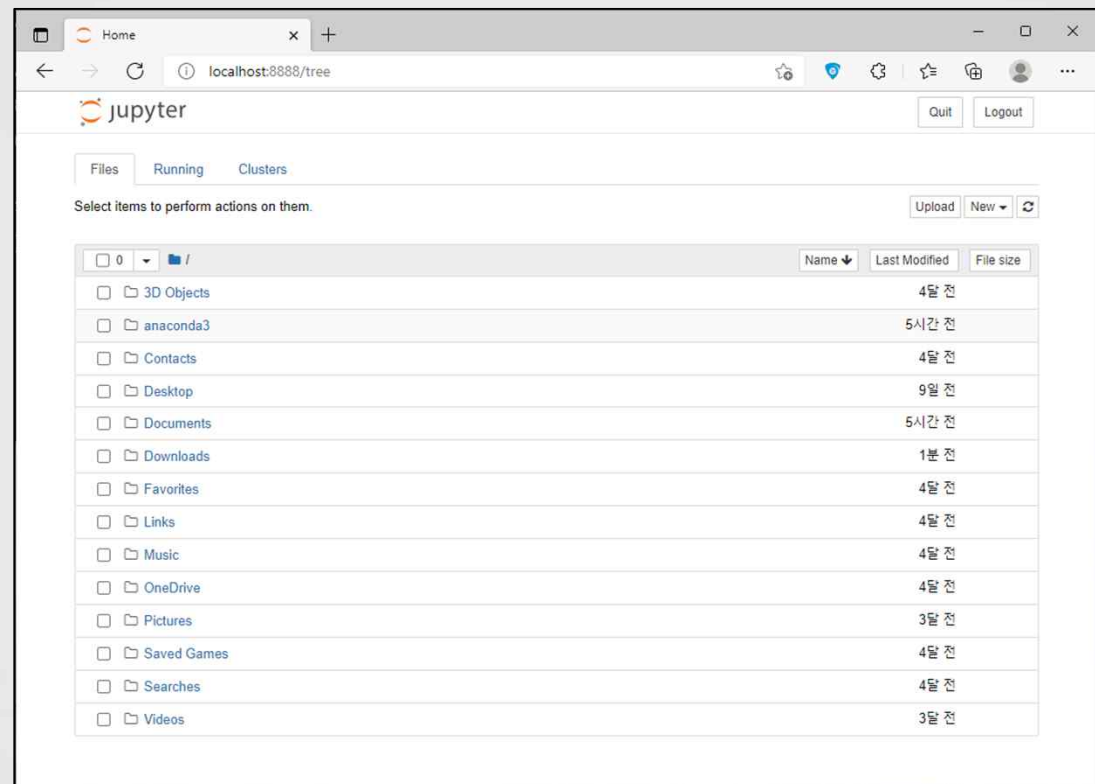 Home
localhost:8888/tree
jupyter
Quit Logout
Files Running Clusters
Select items to perform actions on them.
Upload New
0 / Name Last Modified File size
3D Objects 4달 전
anaconda3 5시간 전
Contacts 4달 전
Desktop 9일 전
Documents 5시간 전
Downloads 1분 전
Favorites 4달 전
Links 4달 전
Music 4달 전
OneDrive 4달 전
Pictures 3달 전
Saved Games 4달 전
Searches 4달 전
Videos 3달 전